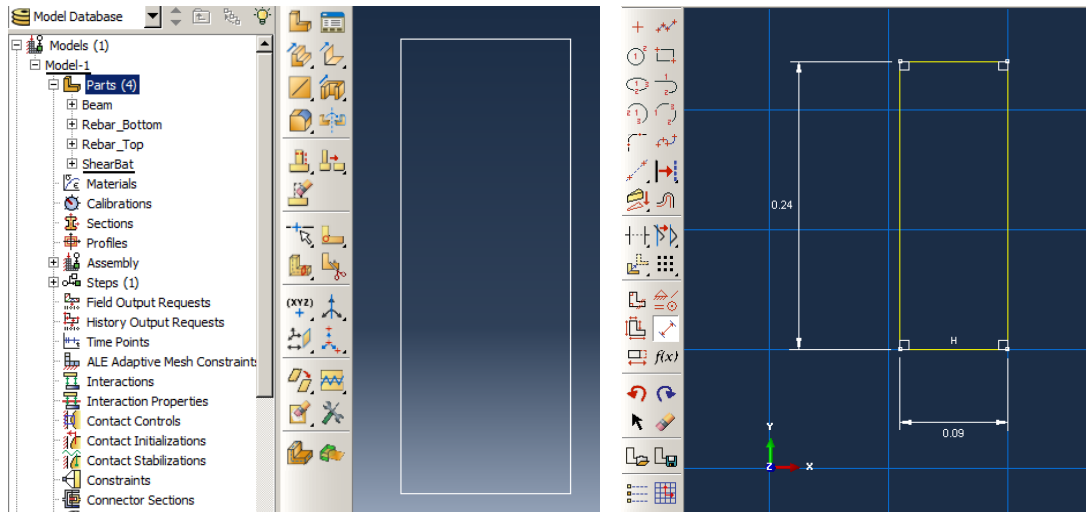 Model Database
Models (1)
Model-1
Parts (4)
Beam
Rebar_Bottom
Rebar_Top
ShearBat
Materials
Calibrations
Sections
Profiles
Assembly
Steps (1)
Field Output Requests
History Output Requests
Time Points
ALE Adaptive Mesh Constraints
Interactions
Interaction Properties
Contact Controls
Contact Initializations
Contact Stabilizations
Constraints
Connector Sections
(XYZ)
f(x)
0.24
H
0.09
Y
Z X